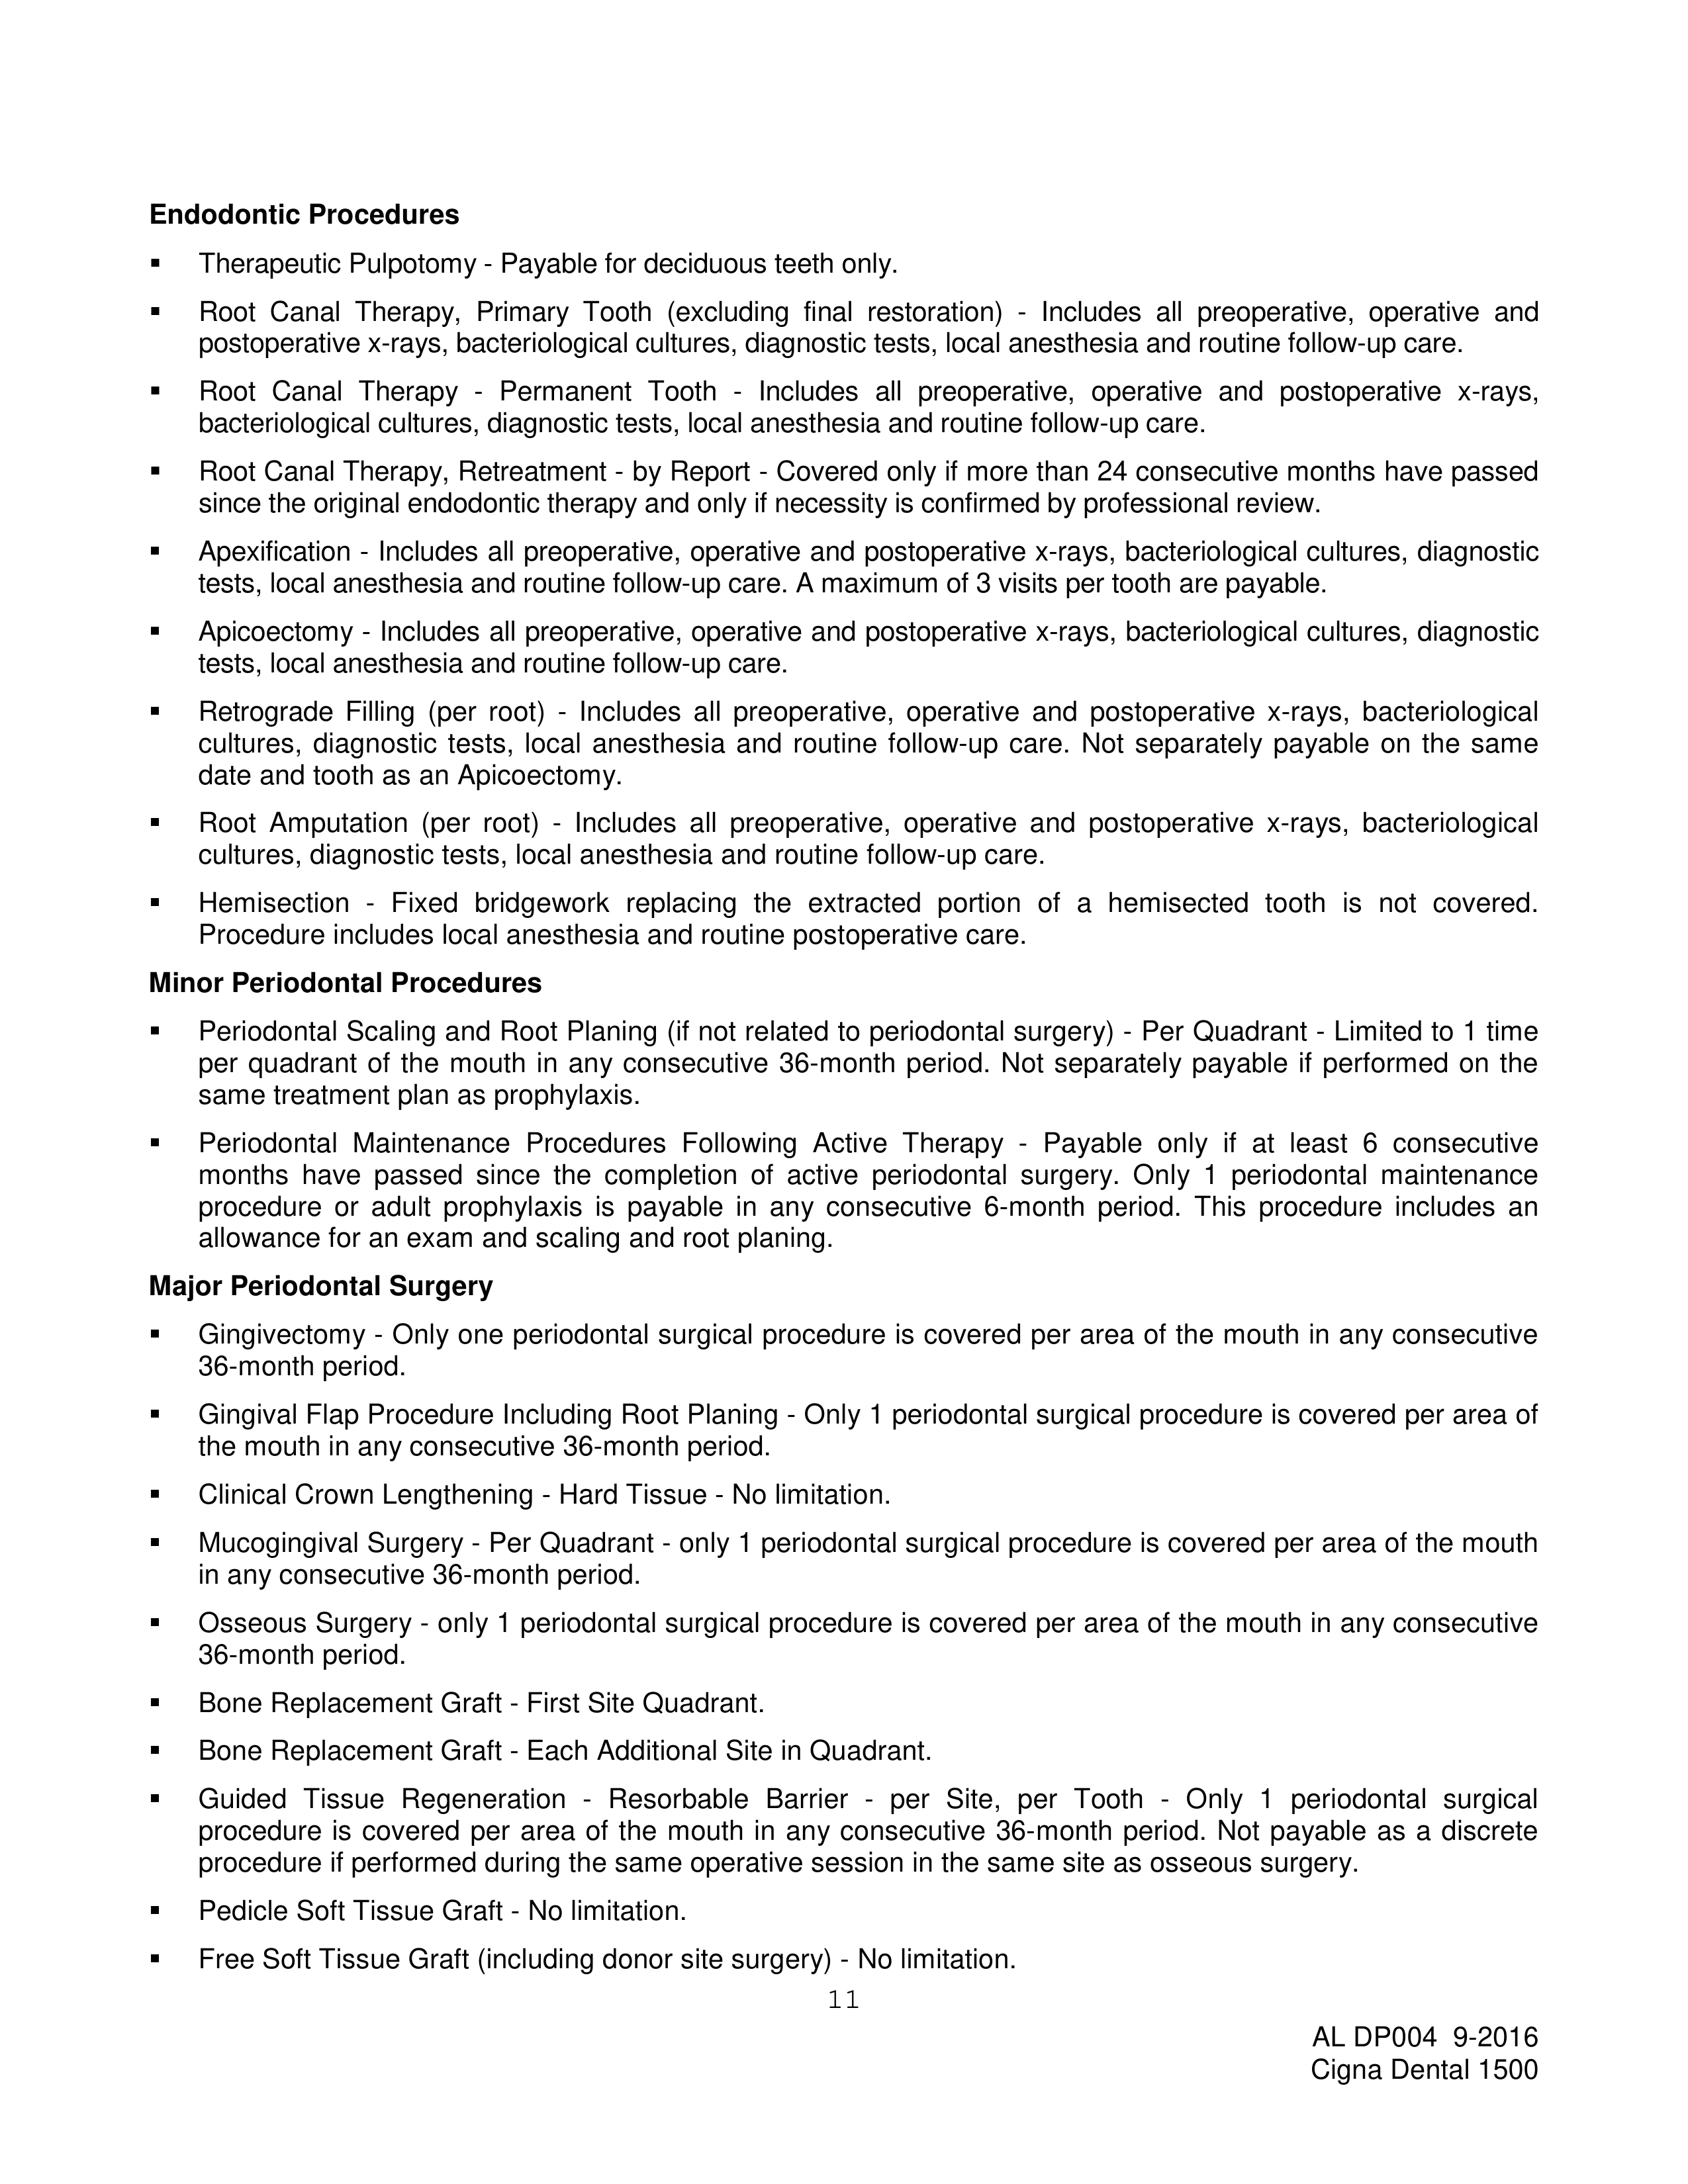 Endodontic Procedures
▪ Therapeutic Pulpotomy - Payable for deciduous teeth only.
▪ Root Canal Therapy, Primary Tooth (excluding final restoration) - Includes all preoperative, operative and
postoperative x-rays, bacteriological cultures, diagnostic tests, local anesthesia and routine follow-up care.
▪ Root Canal Therapy - Permanent Tooth - Includes all preoperative, operative and postoperative x-rays,
bacteriological cultures, diagnostic tests, local anesthesia and routine follow-up care.
▪ Root Canal Therapy, Retreatment - by Report - Covered only if more than 24 consecutive months have passed
since the original endodontic therapy and only if necessity is confirmed by professional review.
▪ Apexification - Includes all preoperative, operative and postoperative x-rays, bacteriological cultures, diagnostic
tests, local anesthesia and routine follow-up care. A maximum of 3 visits per tooth are payable.
▪ Apicoectomy - Includes all preoperative, operative and postoperative x-rays, bacteriological cultures, diagnostic
tests, local anesthesia and routine follow-up care.
▪ Retrograde Filling (per root) - Includes all preoperative, operative and postoperative x-rays, bacteriological
cultures, diagnostic tests, local anesthesia and routine follow-up care. Not separately payable on the same
date and tooth as an Apicoectomy.
▪ Root Amputation (per root) - Includes all preoperative, operative and postoperative x-rays, bacteriological
cultures, diagnostic tests, local anesthesia and routine follow-up care.
▪ Hemisection - Fixed bridgework replacing the extracted portion of a hemisected tooth is not covered.
Procedure includes local anesthesia and routine postoperative care.
Minor Periodontal Procedures
▪ Periodontal Scaling and Root Planing (if not related to periodontal surgery) - Per Quadrant - Limited to 1 time
per quadrant of the mouth in any consecutive 36-month period. Not separately payable if performed on the
same treatment plan as prophylaxis.
▪ Periodontal Maintenance Procedures Following Active Therapy - Payable only if at least 6 consecutive
months have passed since the completion of active periodontal surgery. Only 1 periodontal maintenance
procedure or adult prophylaxis is payable in any consecutive 6-month period. This procedure includes an
allowance for an exam and scaling and root planing.
Major Periodontal Surgery
▪ Gingivectomy - Only one periodontal surgical procedure is covered per area of the mouth in any consecutive
36-month period.
▪ Gingival Flap Procedure Including Root Planing - Only 1 periodontal surgical procedure is covered per area of
the mouth in any consecutive 36-month period.
▪ Clinical Crown Lengthening - Hard Tissue - No limitation.
▪ Mucogingival Surgery - Per Quadrant - only 1 periodontal surgical procedure is covered per area of the mouth
in any consecutive 36-month period.
▪ Osseous Surgery - only 1 periodontal surgical procedure is covered per area of the mouth in any consecutive
36-month period.
▪ Bone Replacement Graft - First Site Quadrant.
▪ Bone Replacement Graft - Each Additional Site in Quadrant.
▪ Guided Tissue Regeneration - Resorbable Barrier - per Site, per Tooth - Only 1 periodontal surgical
procedure is covered per area of the mouth in any consecutive 36-month period. Not payable as a discrete
procedure if performed during the same operative session in the same site as osseous surgery.
▪ Pedicle Soft Tissue Graft - No limitation.
▪ Free Soft Tissue Graft (including donor site surgery) - No limitation.
11
AL DP004 9-2016
Cigna Dental 1500